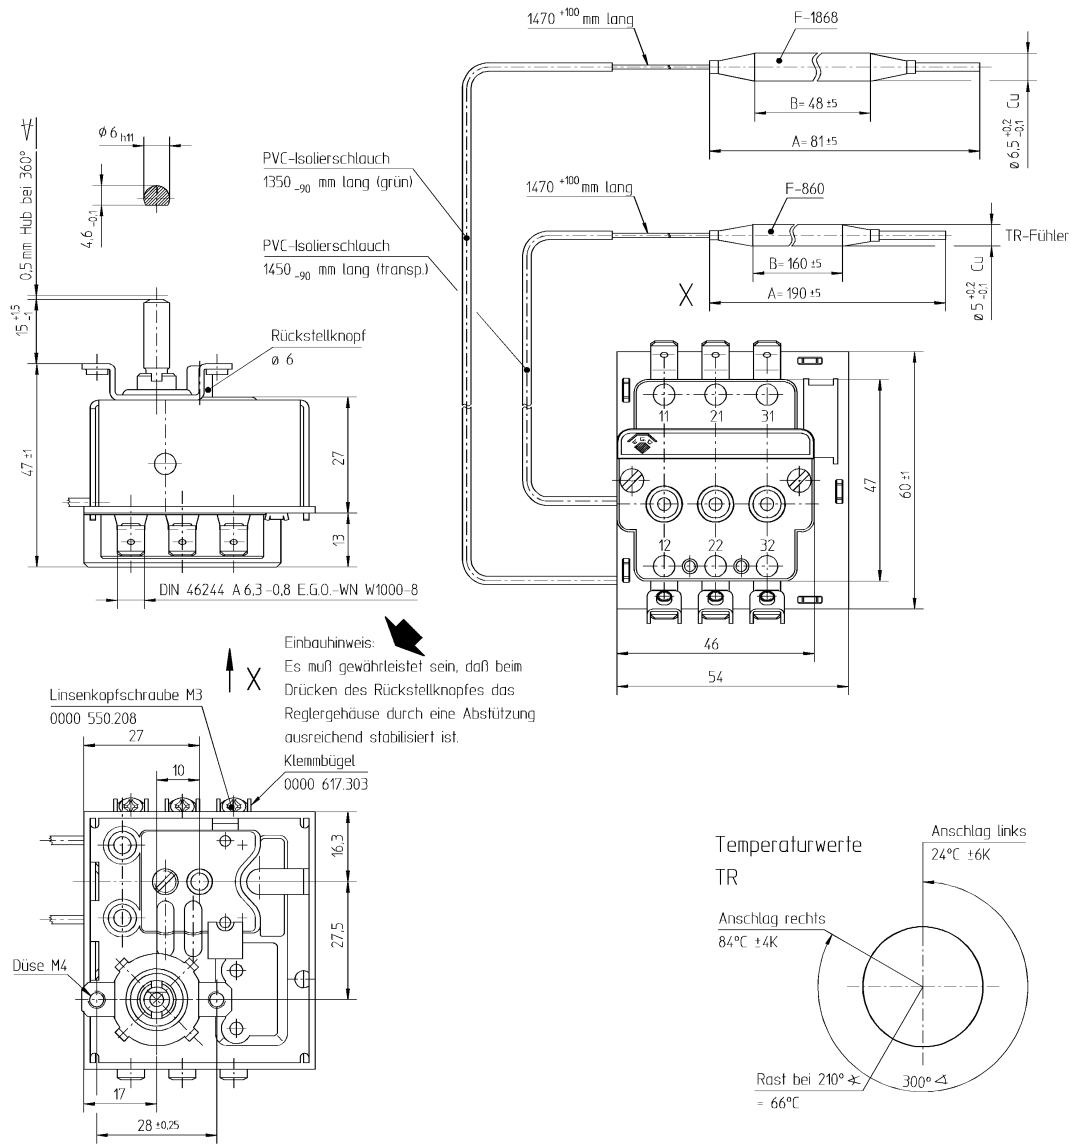 1470 +100 mm lang
F-1868
B= 48 ±5
A= 81 ±5
ø 6.5 +0.2 -0.1 Cu
ø 6 h11
4,6 -0,1
0,5 mm Hub bei 360°
15 +1.5 -1
47 ±1
PVC-Isolierschlauch
1350 -90 mm lang (grün)
PVC-Isolierschlauch
1450 -90 mm lang (transp.)
1470 +100 mm lang
F-860
TR-Fühler
B= 160 ±5
A= 190 ±5
ø 5 +0.2 -0.1 Cu
X
Rückstellknopf
ø 6
27
13
DIN 46244 A 6,3 -0,8 E.G.O.-WN W1000-8
11 21 31
E.G.O
12 22 32
47
60 ±1
46
54
Einbauhinweis:
Es muß gewährleistet sein, daß beim
Drücken des Rückstellknopfes das
Reglergehäuse durch eine Abstützung
ausreichend stabilisiert ist.
X
Linsenkopfschraube M3
0000 550.208
Klemmbügel
0000 617.303
27
10
16,3
27,5
Düse M4
17
28 ±0,25
Temperaturwerte
TR
Anschlag links
24°C ±6K
Anschlag rechts
84°C ±4K
Rast bei 210° ∢
= 66°C
300° ∢